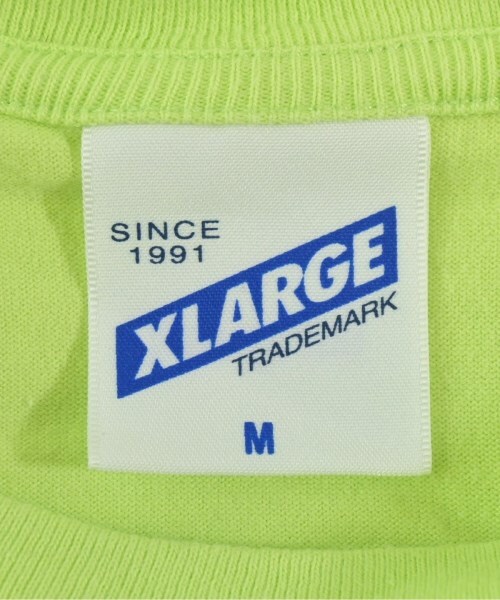 SINCE
1991
XLARGE
TRADEMARK
M